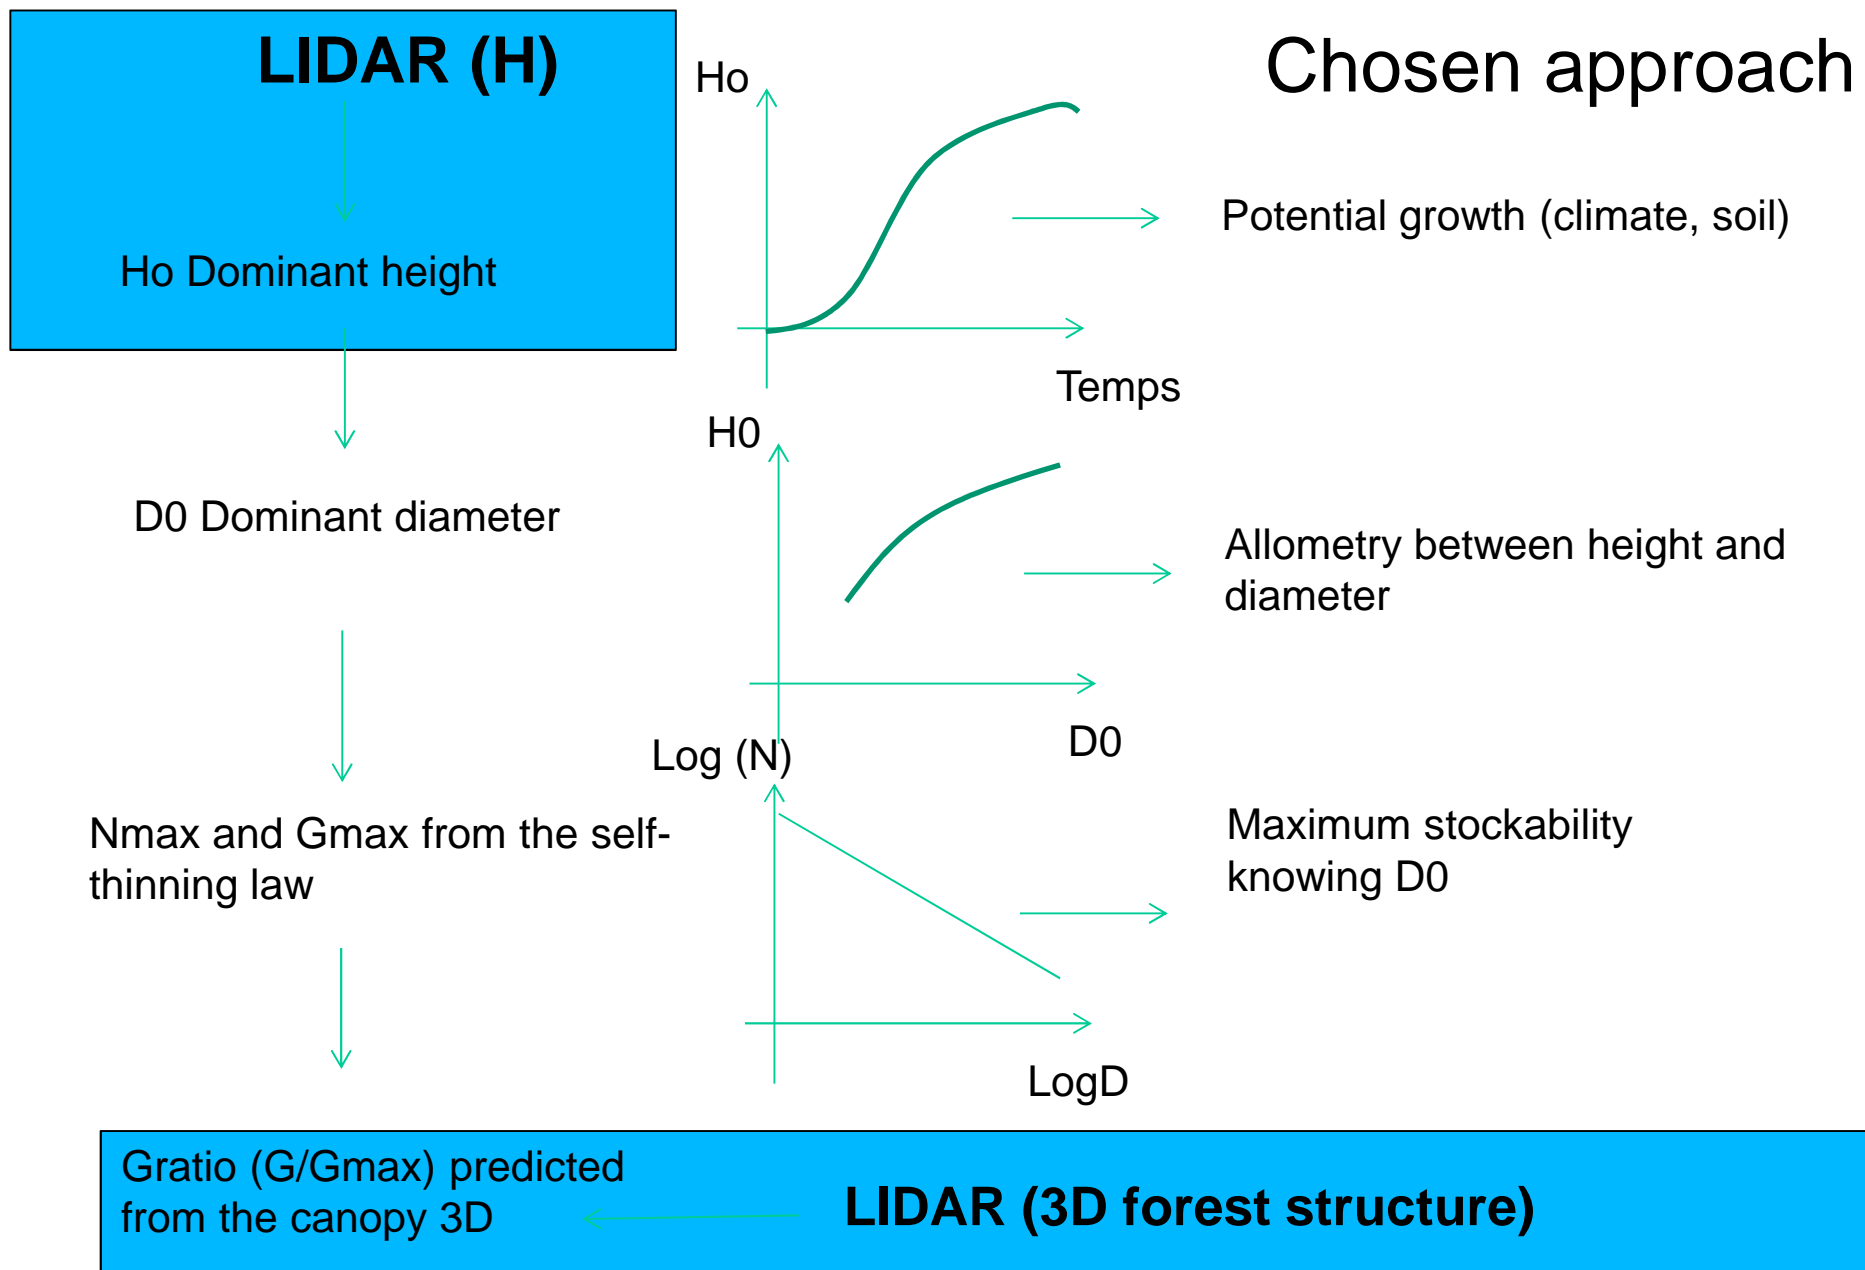 LIDAR (H)
Chosen approach
Ho
Potential growth (climate, soil)
Ho Dominant height
Temps
H0
D0 Dominant diameter
Allometry between height and
diameter
D0
Log (N)
Nmax and Gmax from the self-
thinning law
Maximum stockability
knowing D0
LogD
Gratio (G/Gmax) predicted
from the canopy 3D
LIDAR (3D forest structure)